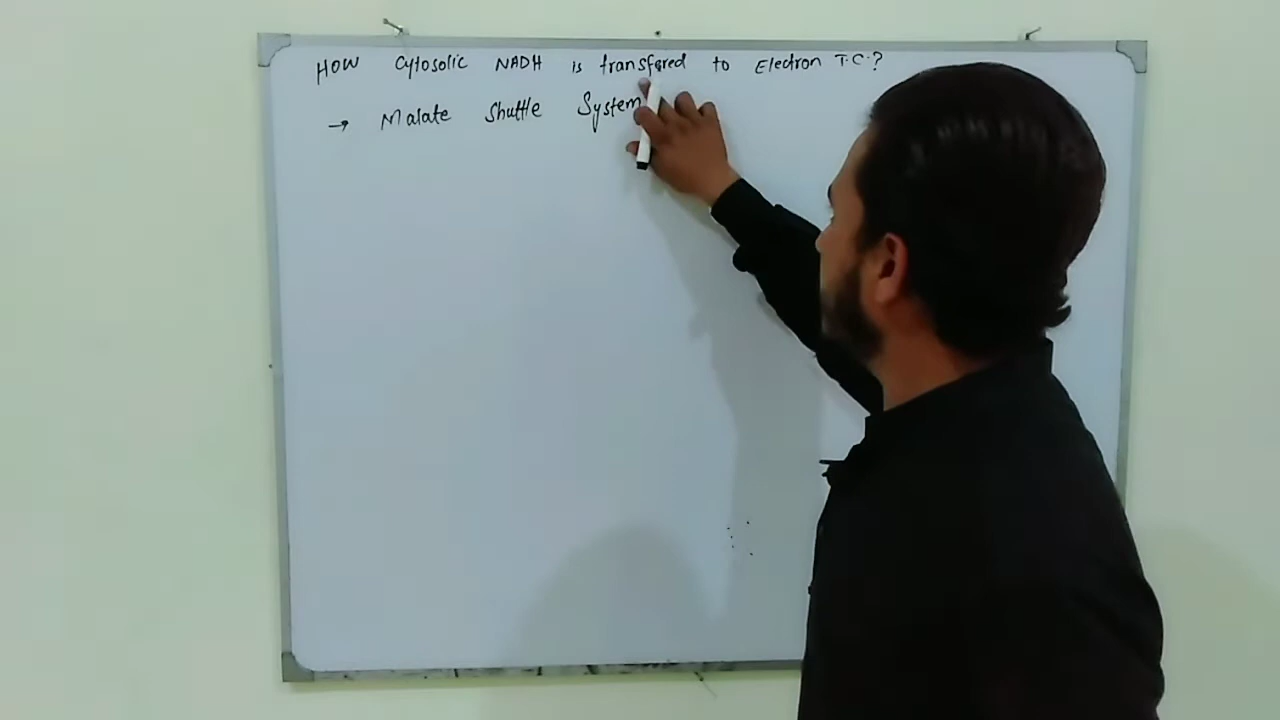 HOW Cytosolic NADH is transfered to Electron T.C.?
→ Malate Shuttle System